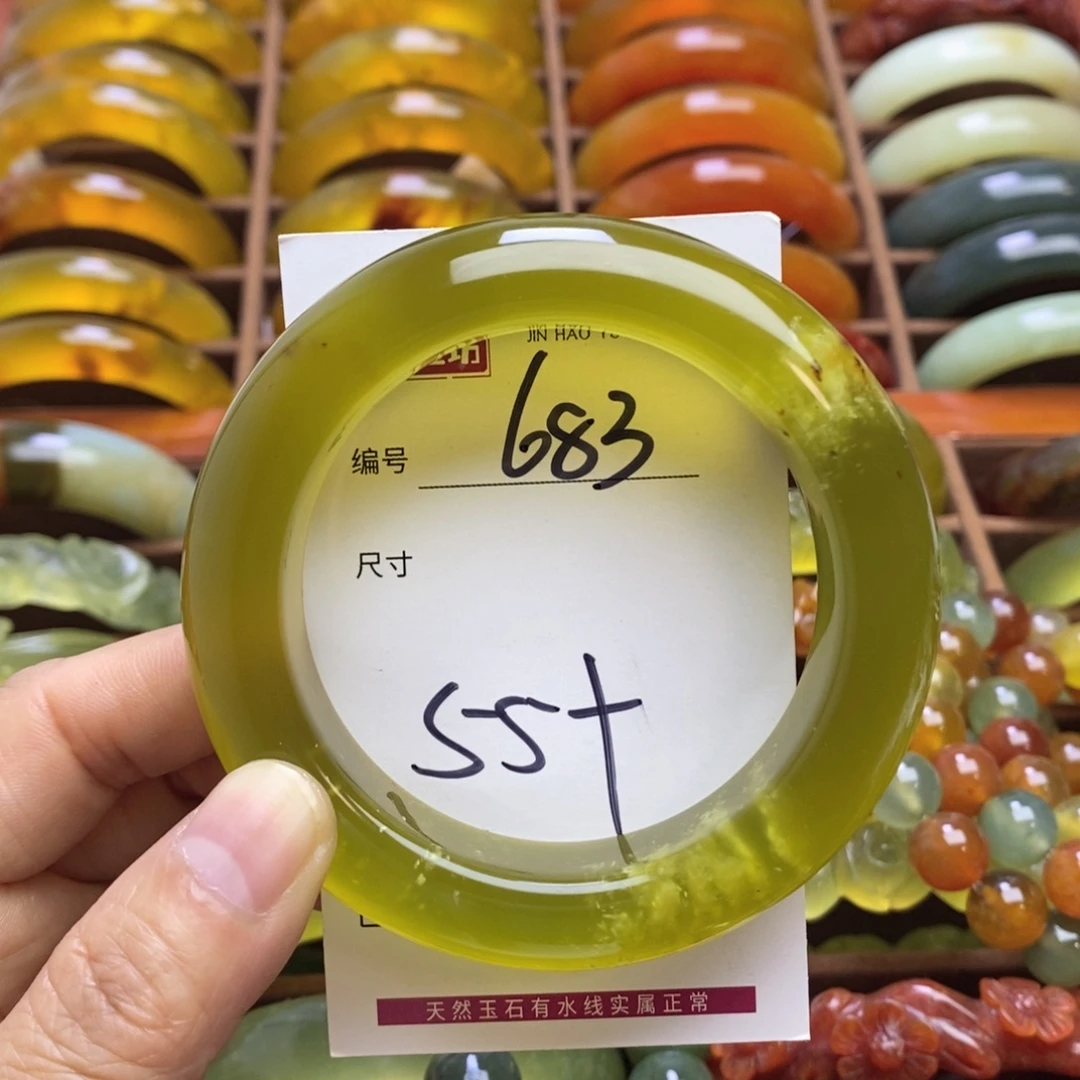 JIN HAO
坊
编号 683
尺寸
55+
天然玉石有水线实属正常